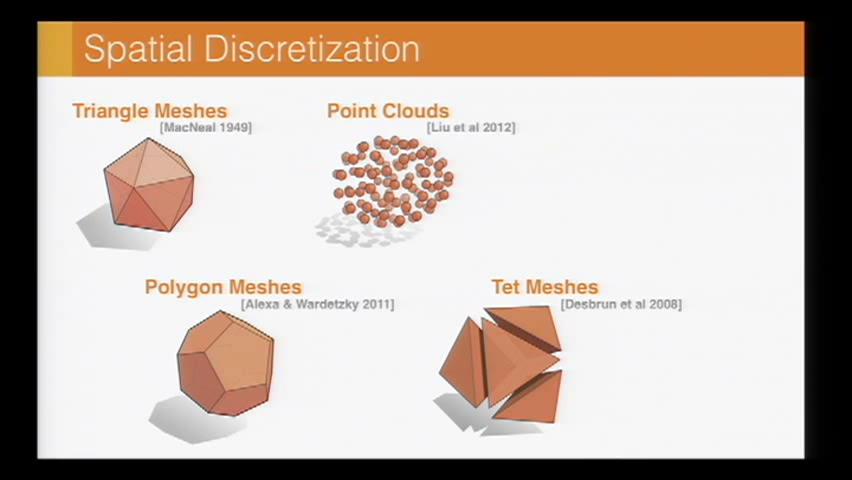 Spatial Discretization
Triangle Meshes
[MacNeal 1949]
Point Clouds
[Liu et al 2012]
Polygon Meshes
[Alexa & Wardetzky 2011]
Tet Meshes
[Desbrun et al 2008]